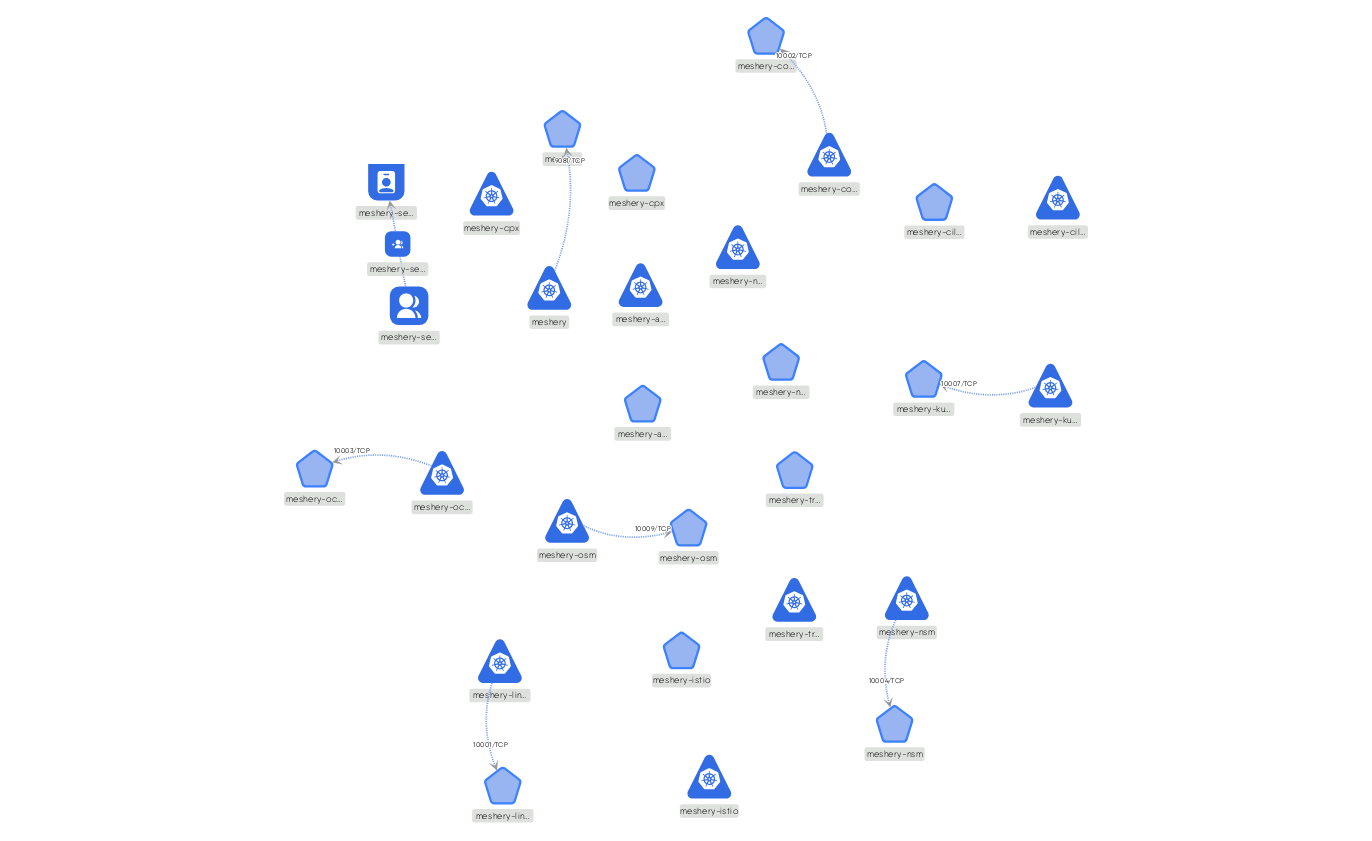 10002/TCP
meshery-co...
9081/TCP
meshery-co...
meshery-cpx
meshery-se...
meshery-cpx
meshery-cil...
meshery-cil...
meshery-se...
meshery-n...
meshery
meshery-a...
meshery-se...
10007/TCP
meshery-n...
meshery-ku...
meshery-ku...
meshery-a...
10003/TCP
meshery-oc...
meshery-oc...
meshery-tr...
10009/TCP
meshery-osm
meshery-osm
meshery-tr...
meshery-nsm
meshery-istio
10004/TCP
meshery-lin...
10001/TCP
meshery-nsm
meshery-istio
meshery-lin...